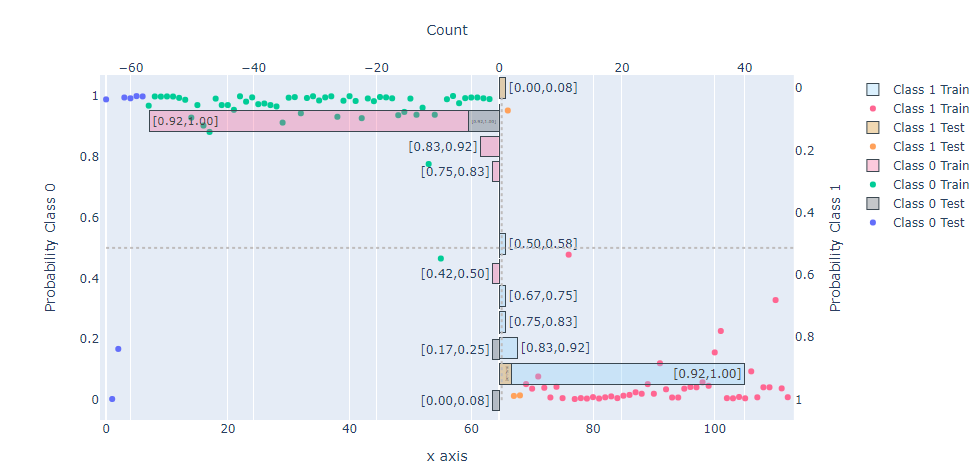 Count
−60 −40 −20 0 20 40
1 [0.00,0.08] 0
[0.92,1.00] [0.92,1.00]
0.8 [0.83,0.92] 0.2
[0.75,0.83]
0.6 0.4
[0.50,0.58]
0.4 [0.42,0.50] 0.6
[0.67,0.75]
0.2 [0.75,0.83] 0.8
[0.17,0.25] [0.83,0.92]
[0.92,1.00]
0 [0.00,0.08] 1
0 20 40 60 80 100
x axis
Probability Class 0
Probability Class 1
Class 1 Train
Class 1 Train
Class 1 Test
Class 1 Test
Class 0 Train
Class 0 Train
Class 0 Test
Class 0 Test